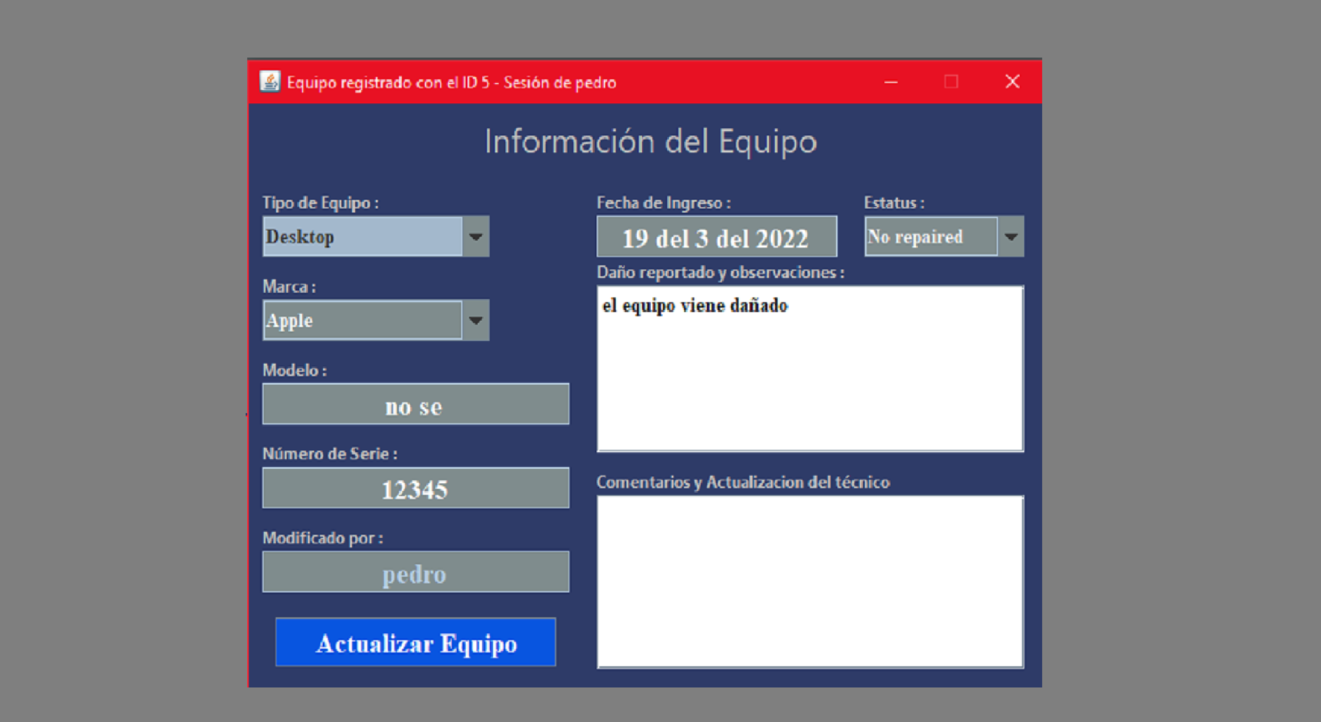 Equipo registrado con el ID 5 - Sesión de pedro
Información del Equipo
Tipo de Equipo :
Desktop
Marca :
Apple
Modelo :
no se
Número de Serie :
12345
Modificado por :
pedro
Actualizar Equipo
Fecha de Ingreso :
19 del 3 del 2022
Estatus :
No repaired
Daño reportado y observaciones :
el equipo viene dañado
Comentarios y Actualizacion del técnico